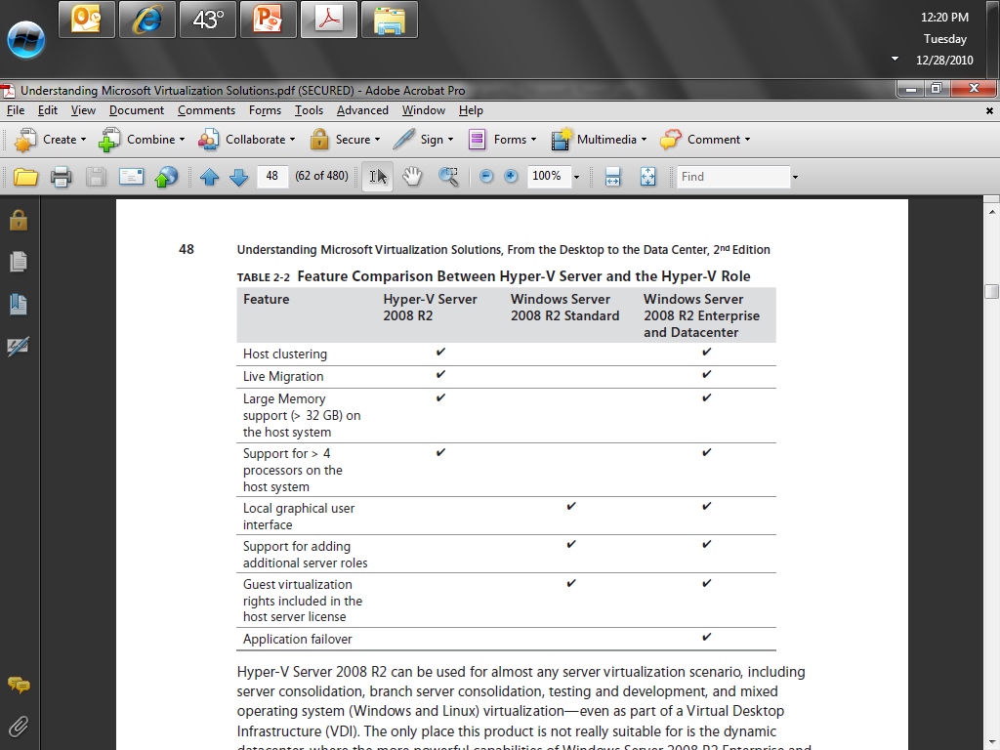 43°
12:20 PM
Tuesday
12/28/2010
Understanding Microsoft Virtualization Solutions.pdf (SECURED) - Adobe Acrobat Pro
File Edit View Document Comments Forms Tools Advanced Window Help
Create Combine Collaborate Secure Sign Forms Multimedia Comment
48 (62 of 480) 100% Find
48 Understanding Microsoft Virtualization Solutions, From the Desktop to the Data Center, 2nd Edition
TABLE 2-2 Feature Comparison Between Hyper-V Server and the Hyper-V Role
Feature Hyper-V Server Windows Server Windows Server
2008 R2 2008 R2 Standard 2008 R2 Enterprise
and Datacenter
Host clustering ✔ ✔
Live Migration ✔ ✔
Large Memory ✔ ✔
support (> 32 GB) on
the host system
Support for > 4 ✔ ✔
processors on the
host system
Local graphical user ✔ ✔
interface
Support for adding ✔ ✔
additional server roles
Guest virtualization ✔ ✔
rights included in the
host server license
Application failover ✔
Hyper-V Server 2008 R2 can be used for almost any server virtualization scenario, including
server consolidation, branch server consolidation, testing and development, and mixed
operating system (Windows and Linux) virtualization—even as part of a Virtual Desktop
Infrastructure (VDI). The only place this product is not really suitable for is the dynamic
datacenter, where the more powerful capabilities of Windows Server 2008 R2 Enterprise and